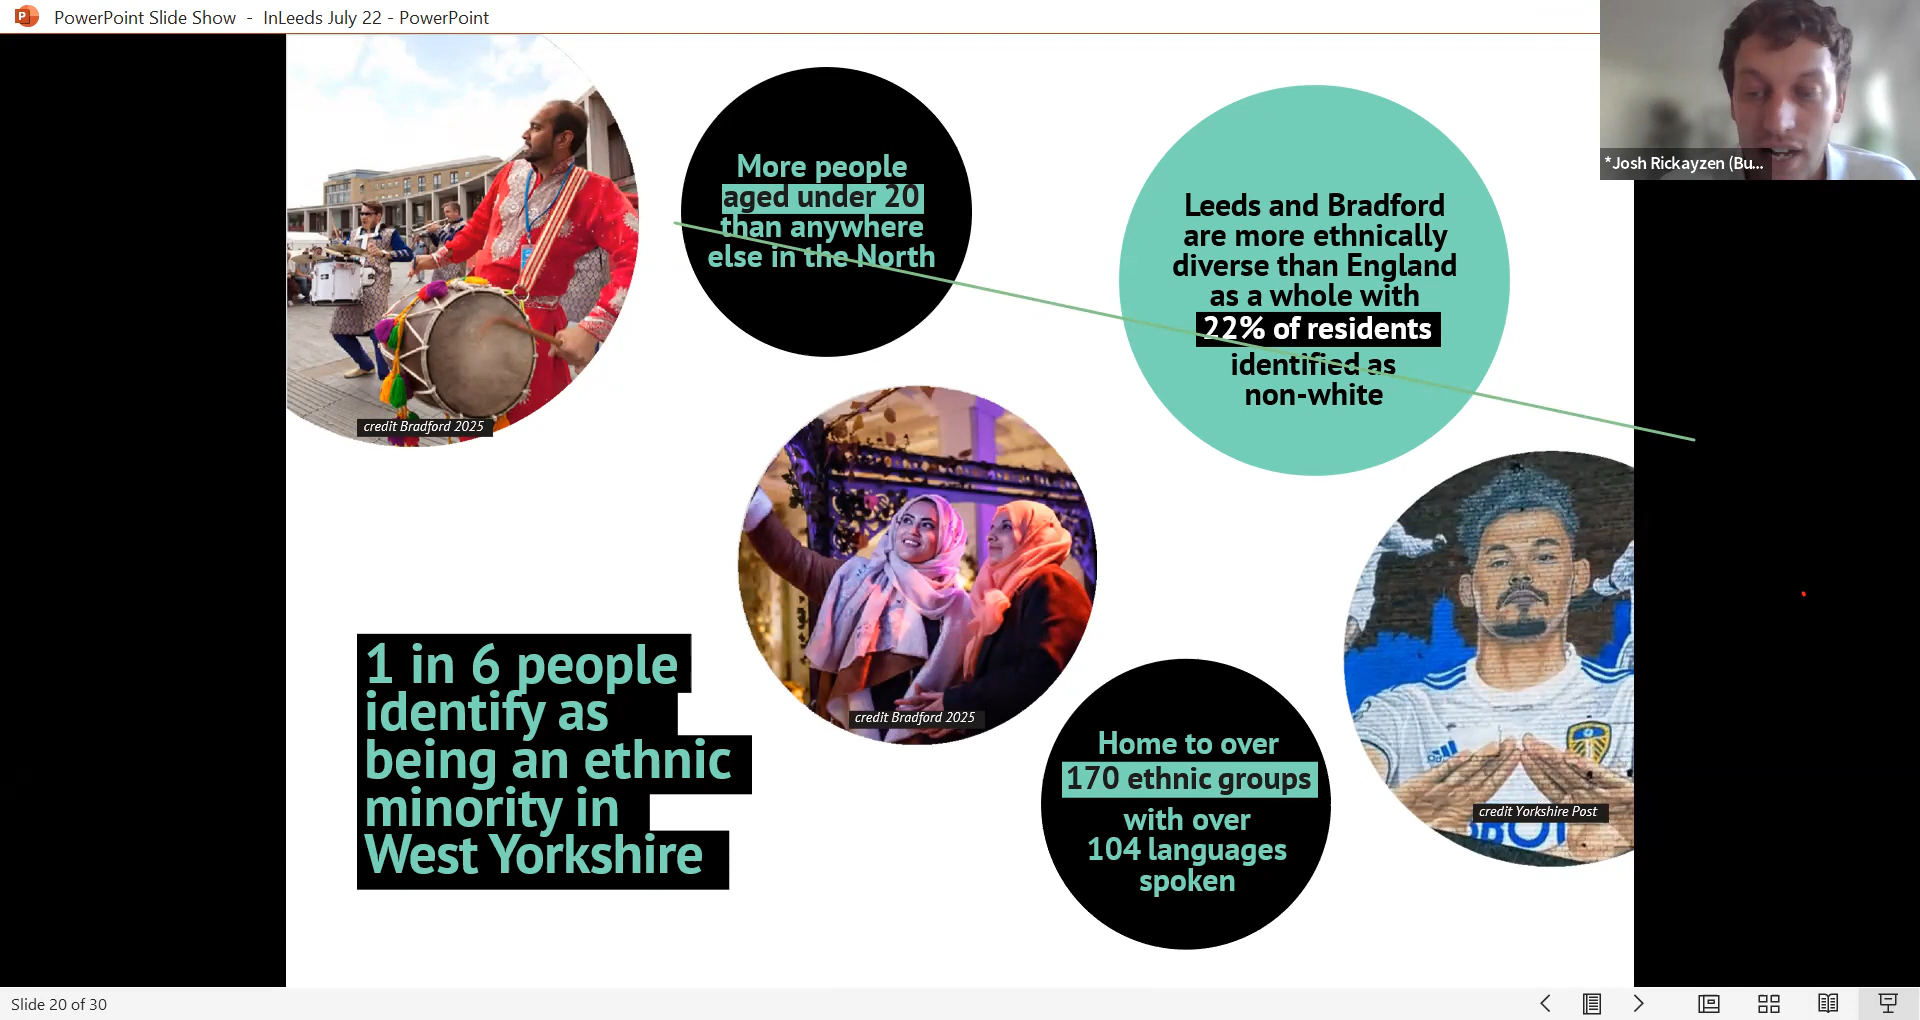 PowerPoint Slide Show - InLeeds July 22 - PowerPoint
*Josh Rickayzen (Bu...
More people
aged under 20
than anywhere
else in the North
Leeds and Bradford
are more ethnically
diverse than England
as a whole with
22% of residents
identified as
non-white
credit Bradford 2025
credit Bradford 2025
1 in 6 people
identify as
being an ethnic
minority in
West Yorkshire
Home to over
170 ethnic groups
with over
104 languages
spoken
credit Yorkshire Post
Slide 20 of 30